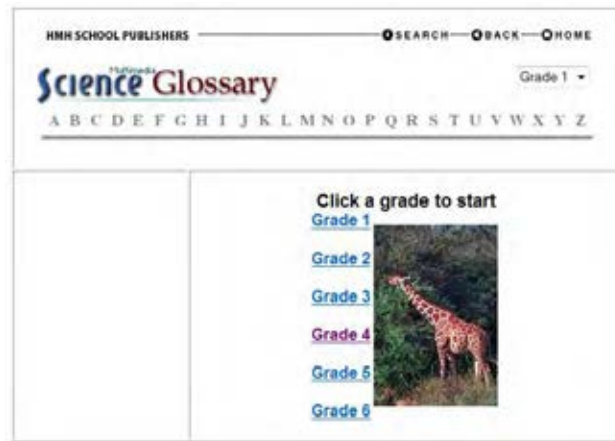 HMH SCHOOL PUBLISHERS SEARCH BACK HOME
Multimedia
Science Glossary Grade 1
A B C D E F G H I J K L M N O P Q R S T U V W X Y Z
Click a grade to start
Grade 1
Grade 2
Grade 3
Grade 4
Grade 5
Grade 6